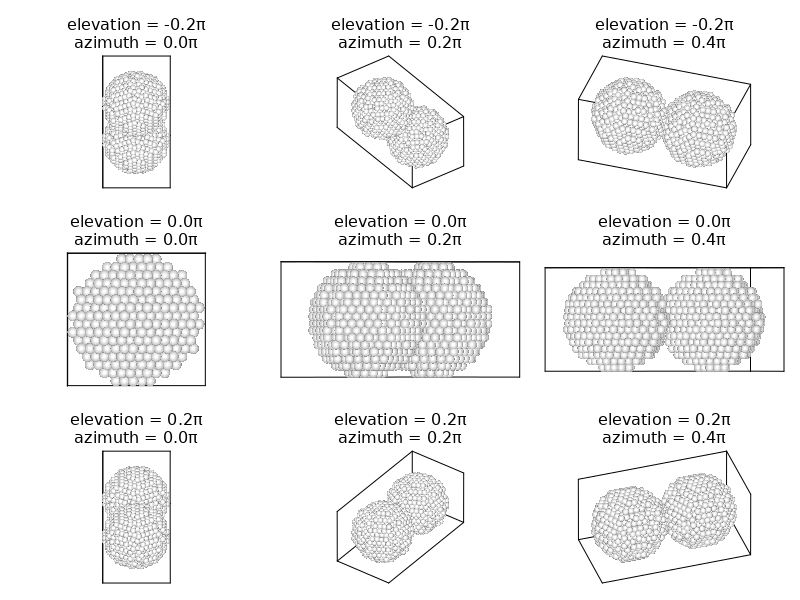 elevation = -0.2π
azimuth = 0.0π
elevation = -0.2π
azimuth = 0.2π
elevation = -0.2π
azimuth = 0.4π
elevation = 0.0π
azimuth = 0.0π
elevation = 0.0π
azimuth = 0.2π
elevation = 0.0π
azimuth = 0.4π
elevation = 0.2π
azimuth = 0.0π
elevation = 0.2π
azimuth = 0.2π
elevation = 0.2π
azimuth = 0.4π